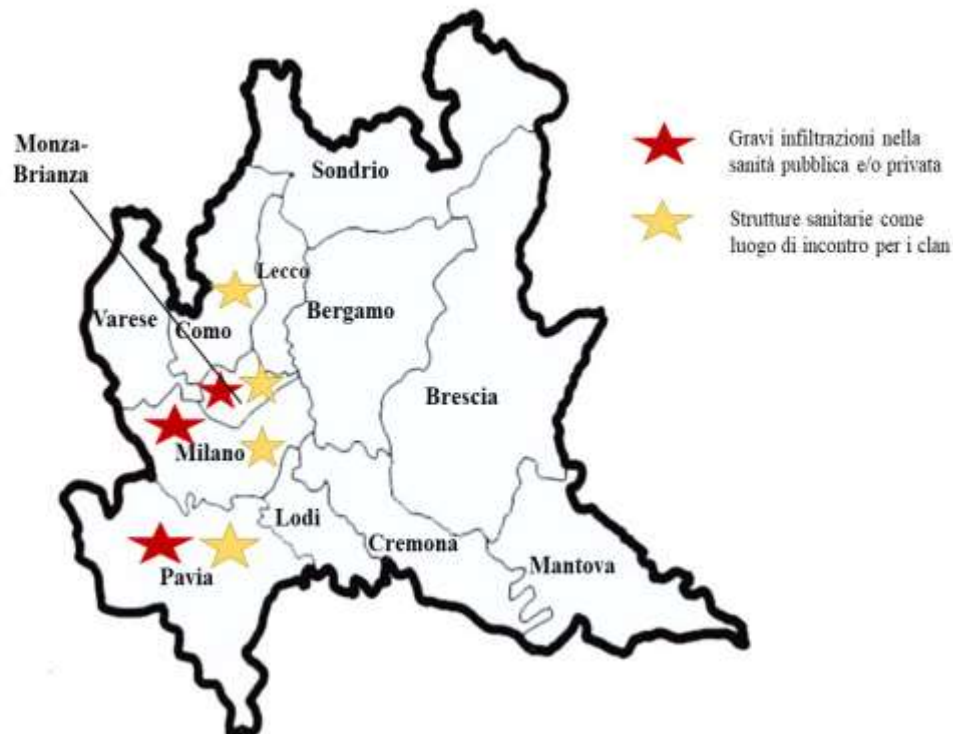 Monza-
Brianza
Sondrio
Lecco
Varese
Como
Bergamo
Brescia
Milano
Lodi
Pavia
Cremona
Mantova
Gravi infiltrazioni nella
sanità pubblica e/o privata
Strutture sanitarie come
luogo di incontro per i clan